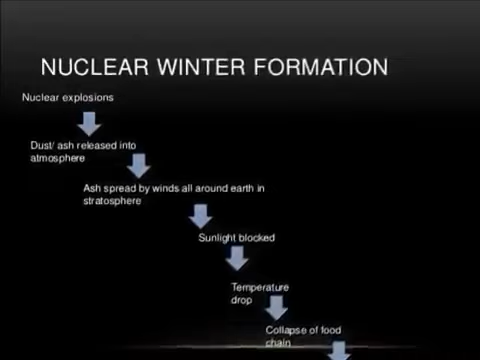 NUCLEAR WINTER FORMATION
Nuclear explosions
Dust/ ash released into
atmosphere
Ash spread by winds all around earth in
stratosphere
Sunlight blocked
Temperature
drop
Collapse of food
chain